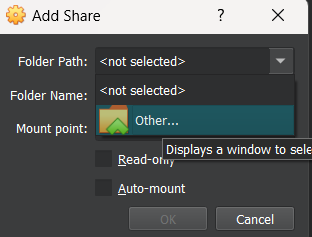 Add Share
Folder Path: <not selected>
Folder Name: <not selected>
Other...
Mount point:
Displays a window to
Read-only
Auto-mount
OK Cancel